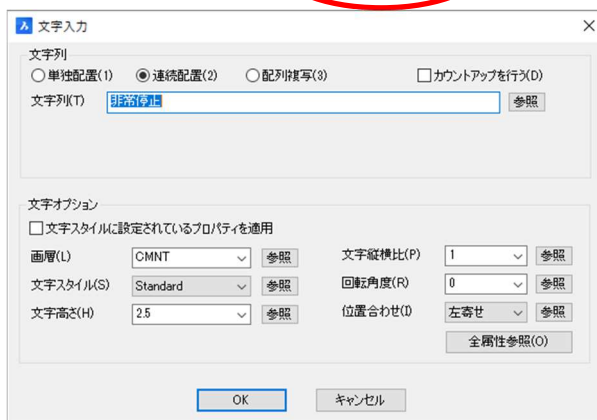 文字入力
文字列
単独配置(1) 連続配置(2) 配列複写(3) カウントアップを行う(D)
文字列(T) 非常停止 参照
文字オプション
文字スタイルに設定されているプロパティを適用
画層(L) CMNT 参照 文字縦横比(P) 1 参照
文字スタイル(S) Standard 参照 回転角度(R) 0 参照
文字高さ(H) 2.5 参照 位置合わせ(I) 左寄せ 参照
全属性参照(O)
OK キャンセル